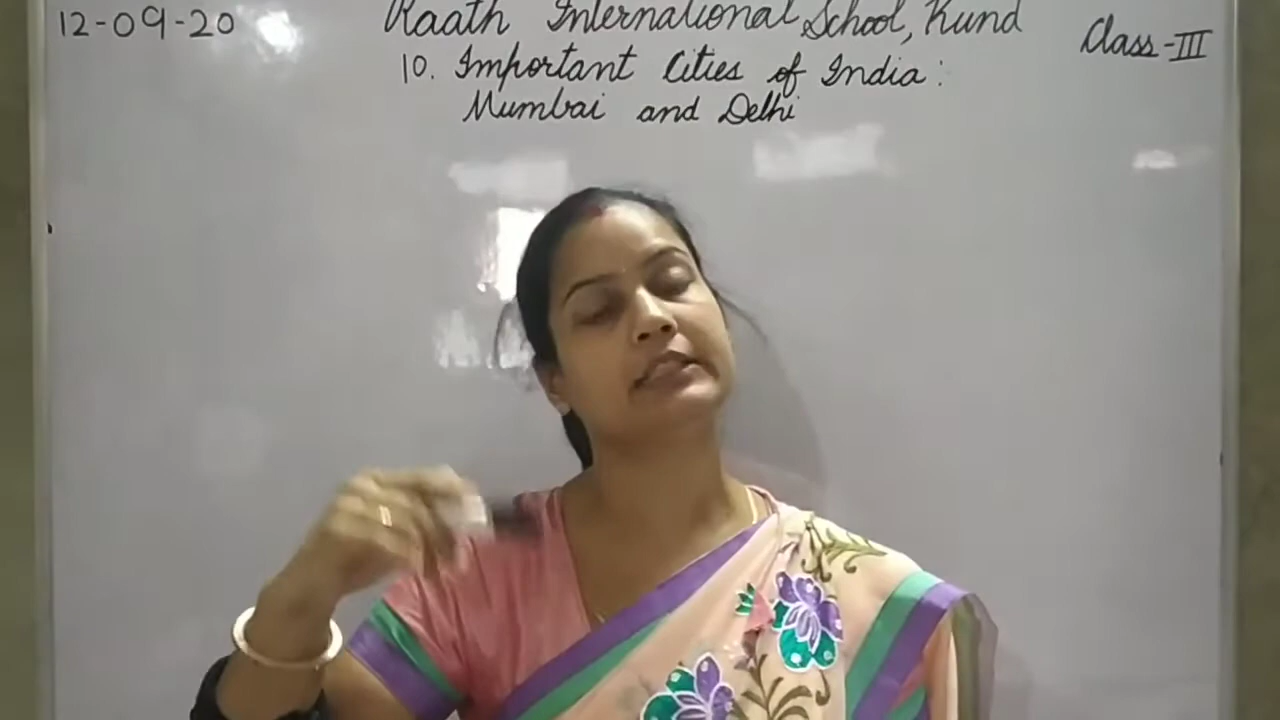 12-09-20 Raath International School, Kund Class-III
10. Important Cities of India:
Mumbai and Delhi